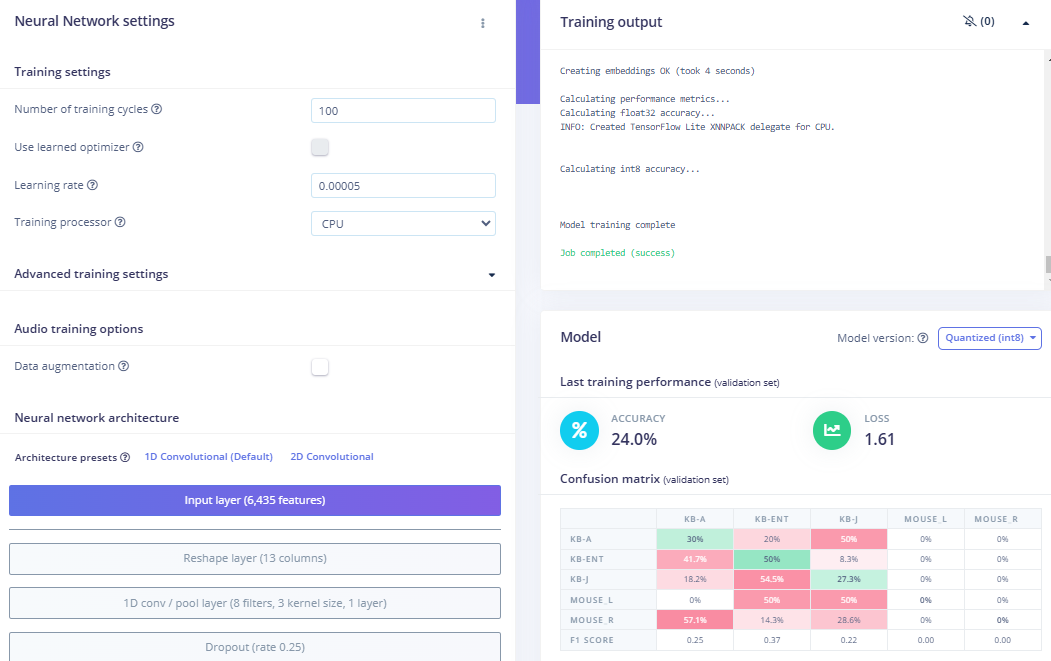 Neural Network settings
Training settings
Number of training cycles
100
Use learned optimizer
Learning rate
0.00005
Training processor
CPU
Advanced training settings
Audio training options
Data augmentation
Neural network architecture
Architecture presets 1D Convolutional (Default) 2D Convolutional
Input layer (6,435 features)
Reshape layer (13 columns)
1D conv / pool layer (8 filters, 3 kernel size, 1 layer)
Dropout (rate 0.25)
Training output
(0)
Creating embeddings OK (took 4 seconds)
Calculating performance metrics...
Calculating float32 accuracy...
INFO: Created TensorFlow Lite XNNPACK delegate for CPU.
Calculating int8 accuracy...
Model training complete
Job completed (success)
Model
Model version: Quantized (int8)
Last training performance (validation set)
%
ACCURACY
24.0%
LOSS
1.61
Confusion matrix (validation set)
KB-A KB-ENT KB-J MOUSE_L MOUSE_R
KB-A 30% 20% 50% 0% 0%
KB-ENT 41.7% 50% 8.3% 0% 0%
KB-J 18.2% 54.5% 27.3% 0% 0%
MOUSE_L 0% 50% 50% 0% 0%
MOUSE_R 57.1% 14.3% 28.6% 0% 0%
F1 SCORE 0.25 0.37 0.22 0.00 0.00